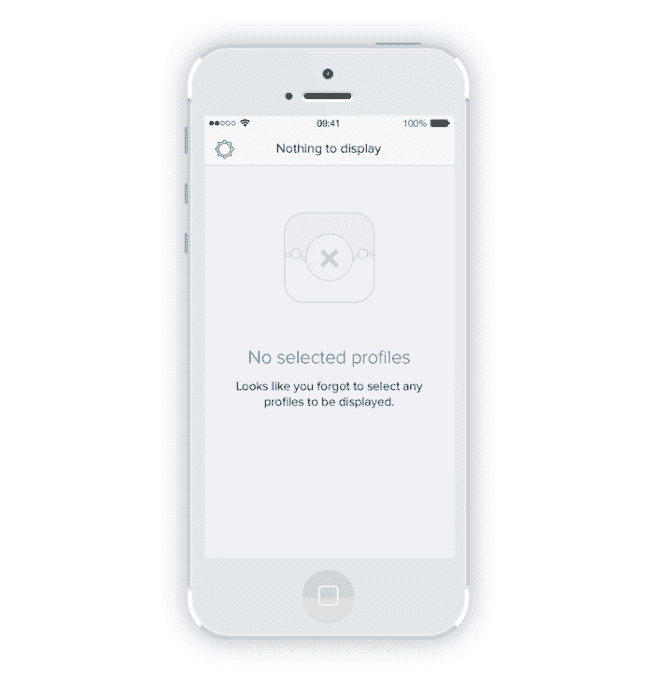 09:41
100%
Nothing to display
No selected profiles
Looks like you forgot to select any
profiles to be displayed.